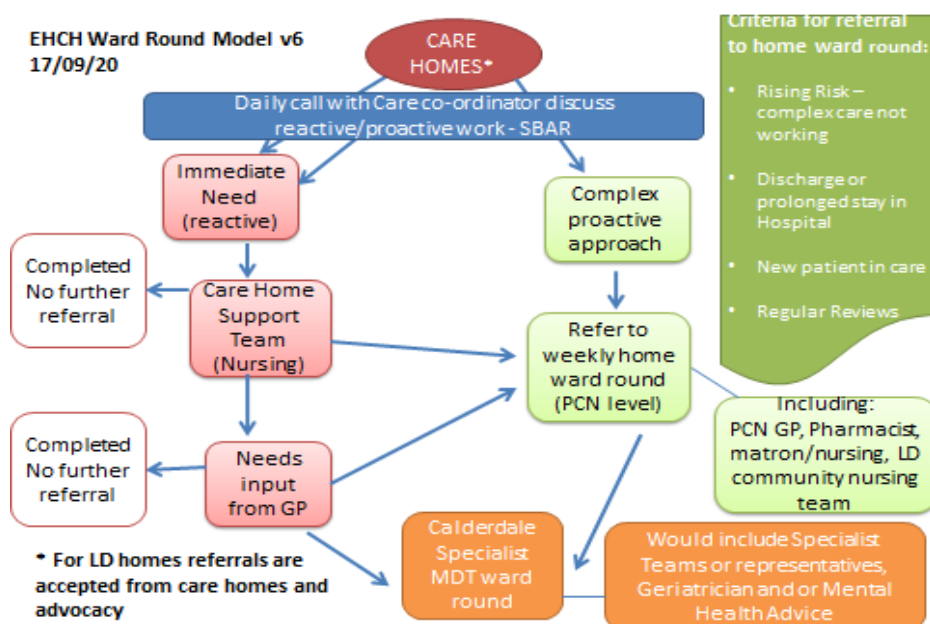 EHCH Ward Round Model v6
17/09/20
CARE
HOMES*
Criteria for referral
to home ward round:
Daily call with Care co-ordinator discuss
reactive/proactive work - SBAR
• Rising Risk –
complex care not
working
• Discharge or
prolonged stay in
Hospital
• New patient in care
• Regular Reviews
Immediate
Need
(reactive)
Complex
proactive
approach
Completed
No further
referral
Care Home
Support
Team
(Nursing)
Refer to
weekly home
ward round
(PCN level)
Including:
PCN GP, Pharmacist,
matron/nursing, LD
community nursing
team
Completed
No further
referral
Needs
input
from GP
Calderdale
Specialist
MDT ward
round
Would include Specialist
Teams or representatives,
Geriatrician and or Mental
Health Advice
* For LD homes referrals are
accepted from care homes and
advocacy